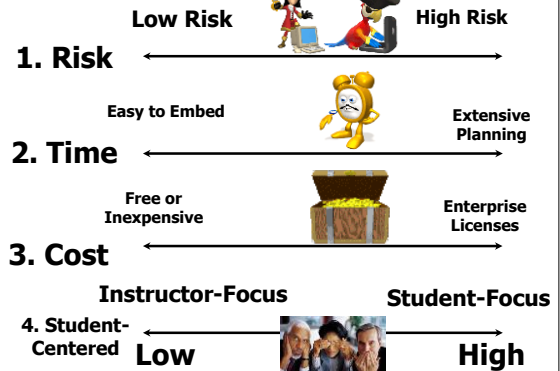 Low Risk
High Risk
1. Risk
Easy to Embed
Extensive
Planning
2. Time
Free or
Inexpensive
Enterprise
Licenses
3. Cost
Instructor-Focus
Student-Focus
4. Student-
Centered
Low
High